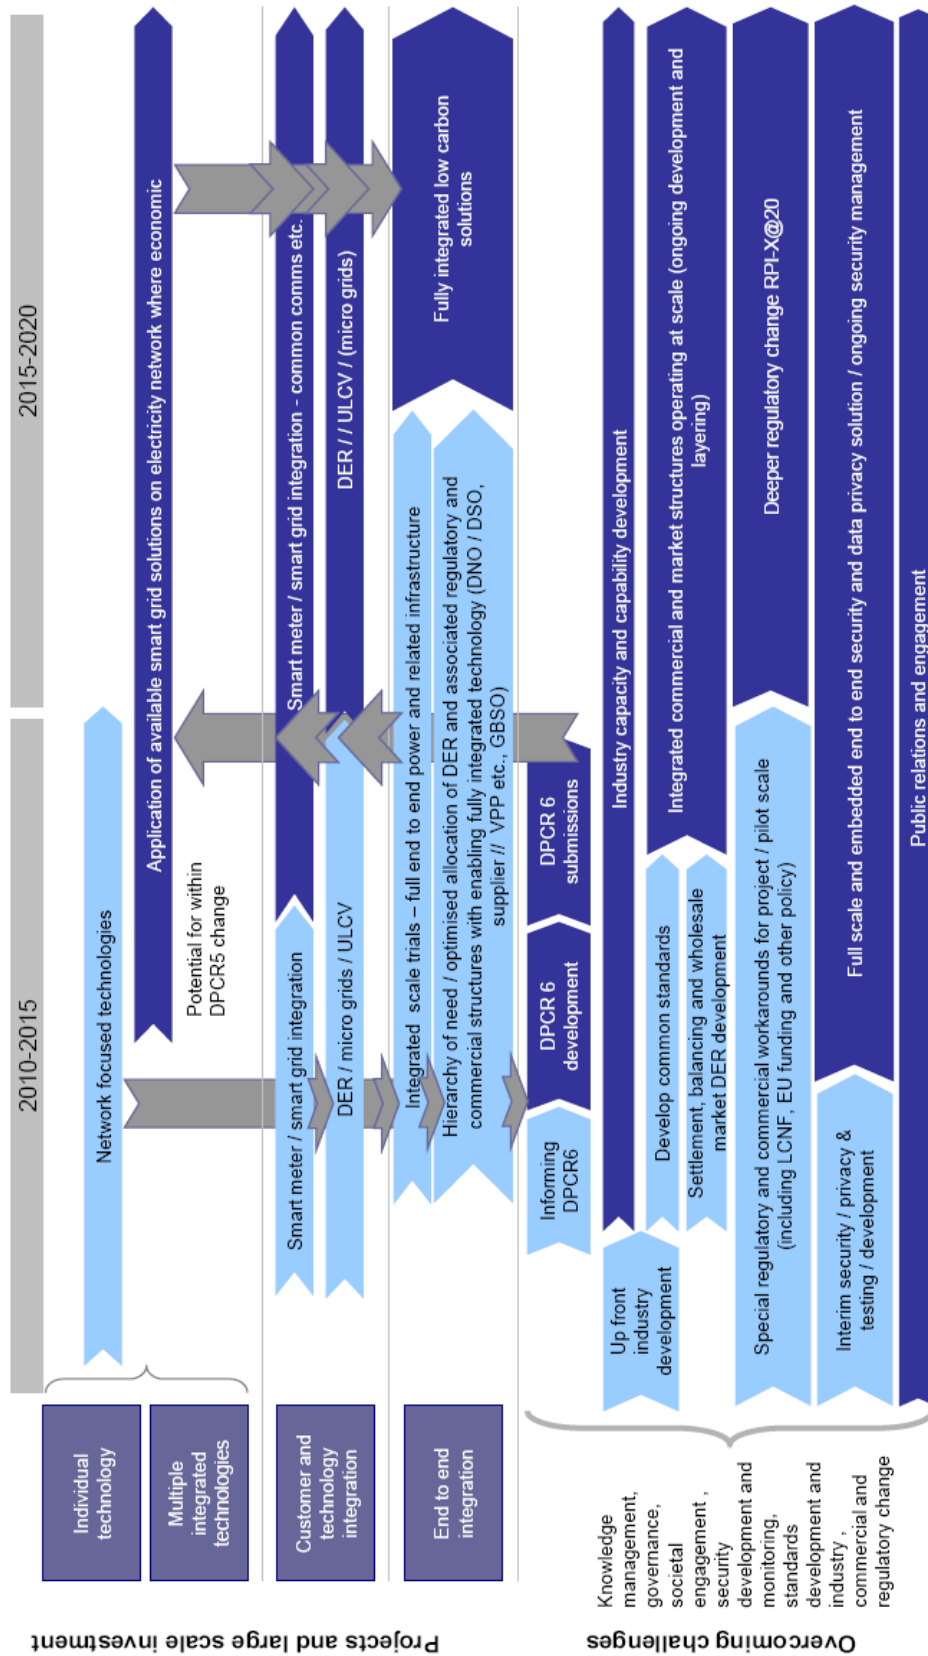 2010-2015
2015-2020
Projects and large scale investment
Individual
technology
Multiple
integrated
technologies
Network focused technologies
Application of available smart grid solutions on electricity network where economic
Potential for within
DPCR5 change
Customer and
technology
integration
Smart meter / smart grid integration
Smart meter / smart grid integration - common comms etc.
DER / micro grids / ULCV
DER // ULCV / (micro grids)
End to end
integration
Integrated scale trials – full end to end power and related infrastructure
Hierarchy of need / optimised allocation of DER and associated regulatory and
commercial structures with enabling fully integrated technology (DNO / DSO,
supplier // VPP etc., GBSO)
Fully integrated low carbon
solutions
Overcoming challenges
Knowledge
management,
governance,
societal
engagement ,
security
development and
monitoring,
standards
development and
industry ,
commercial and
regulatory change
Informing
DPCR6
DPCR 6
development
DPCR 6
submissions
Up front
industry
development
Industry capacity and capability development
Develop common standards
Settlement, balancing and wholesale
market DER development
Integrated commercial and market structures operating at scale (ongoing development and
layering)
Special regulatory and commercial workarounds for project / pilot scale
(including LCNF, EU funding and other policy)
Deeper regulatory change RPI-X@20
Interim security / privacy &
testing / development
Full scale and embedded end to end security and data privacy solution / ongoing security management
Public relations and engagement